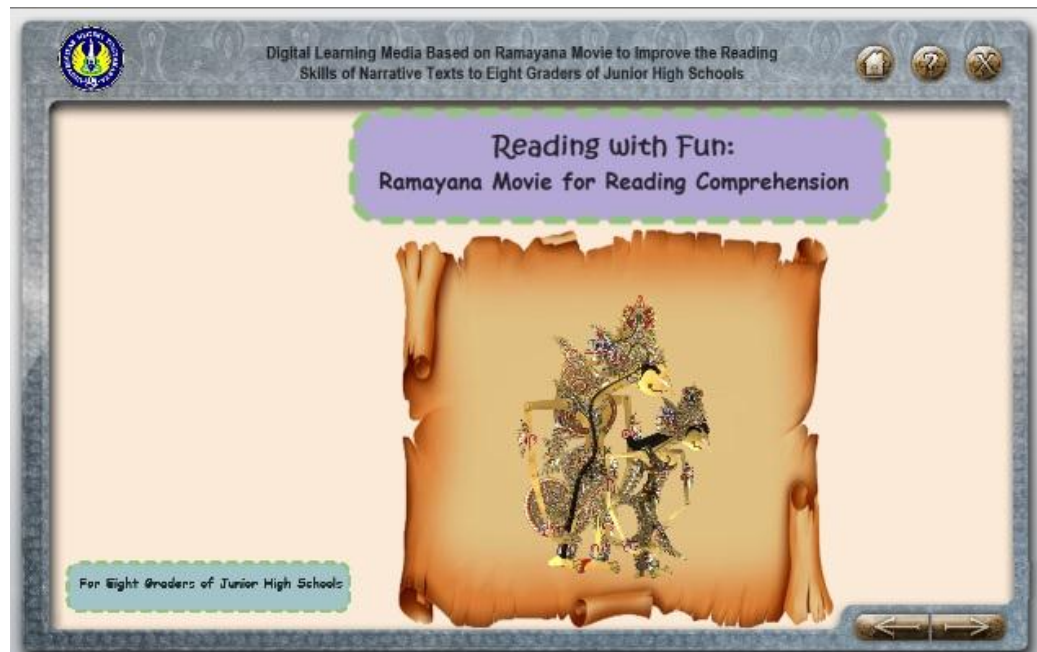 Digital Learning Media Based on Ramayana Movie to Improve the Reading
Skills of Narrative Texts to Eight Graders of Junior High Schools
Reading with Fun:
Ramayana Movie for Reading Comprehension
For Eight Graders of Junior High Schools